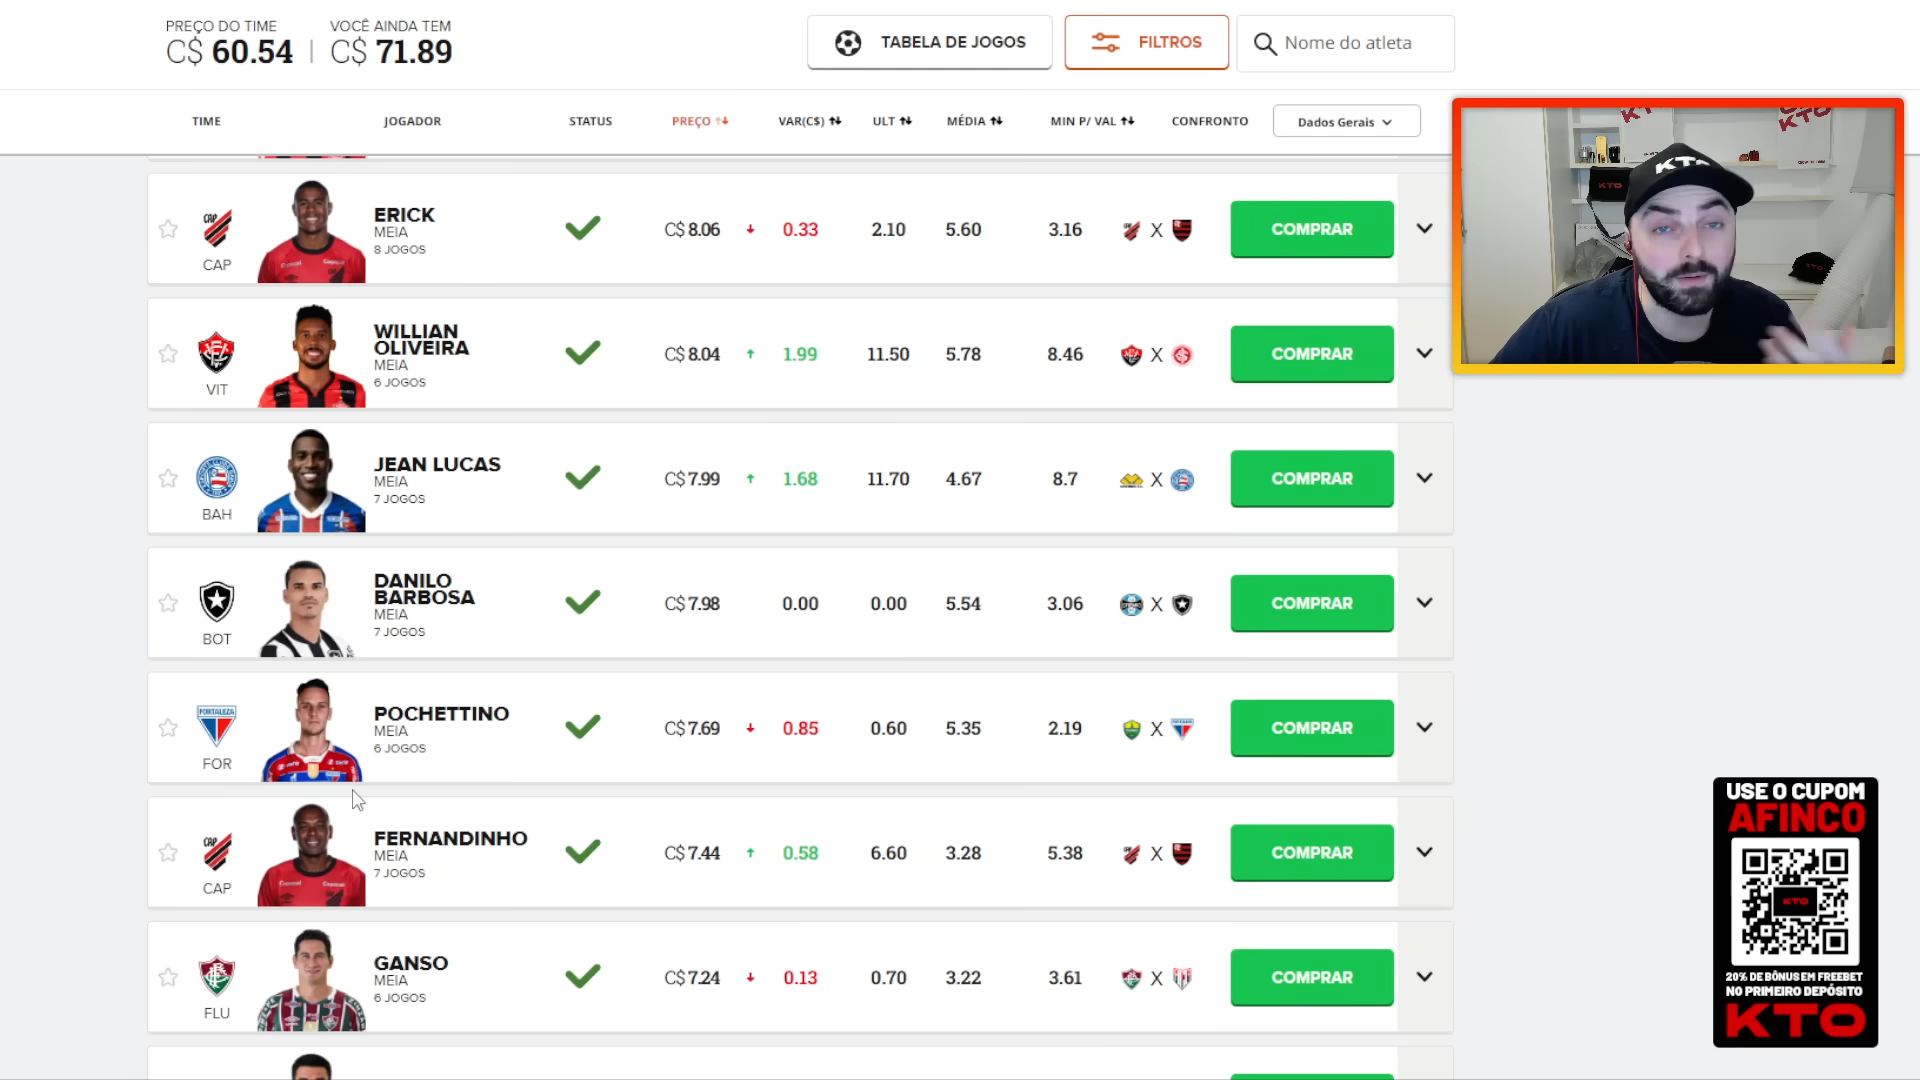 PREÇO DO TIME
C$ 60.54
VOCÊ AINDA TEM
C$ 71.89
TABELA DE JOGOS
FILTROS
Nome do atleta
TIME JOGADOR STATUS PREÇO VAR(C$) ULT MÉDIA MIN P/ VAL CONFRONTO Dados Gerais
CAP
ERICK
MEIA
8 JOGOS
C$ 8.06 0.33 2.10 5.60 3.16 X COMPRAR
VIT
WILLIAN
OLIVEIRA
MEIA
6 JOGOS
C$ 8.04 1.99 11.50 5.78 8.46 X COMPRAR
BAH
JEAN LUCAS
MEIA
7 JOGOS
C$ 7.99 1.68 11.70 4.67 8.7 X COMPRAR
BOT
DANILO
BARBOSA
MEIA
7 JOGOS
C$ 7.98 0.00 0.00 5.54 3.06 X COMPRAR
FORTALEZA
FOR
POCHETTINO
MEIA
6 JOGOS
C$ 7.69 0.85 0.60 5.35 2.19 X COMPRAR
CAP
FERNANDINHO
MEIA
7 JOGOS
C$ 7.44 0.58 6.60 3.28 5.38 X COMPRAR
FLU
GANSO
MEIA
6 JOGOS
C$ 7.24 0.13 0.70 3.22 3.61 X COMPRAR
KTO
KTO
KTO
USE O CUPOM
AFINCO
KTO
20% DE BÔNUS EM FREEBET
NO PRIMEIRO DEPÓSITO
KTO